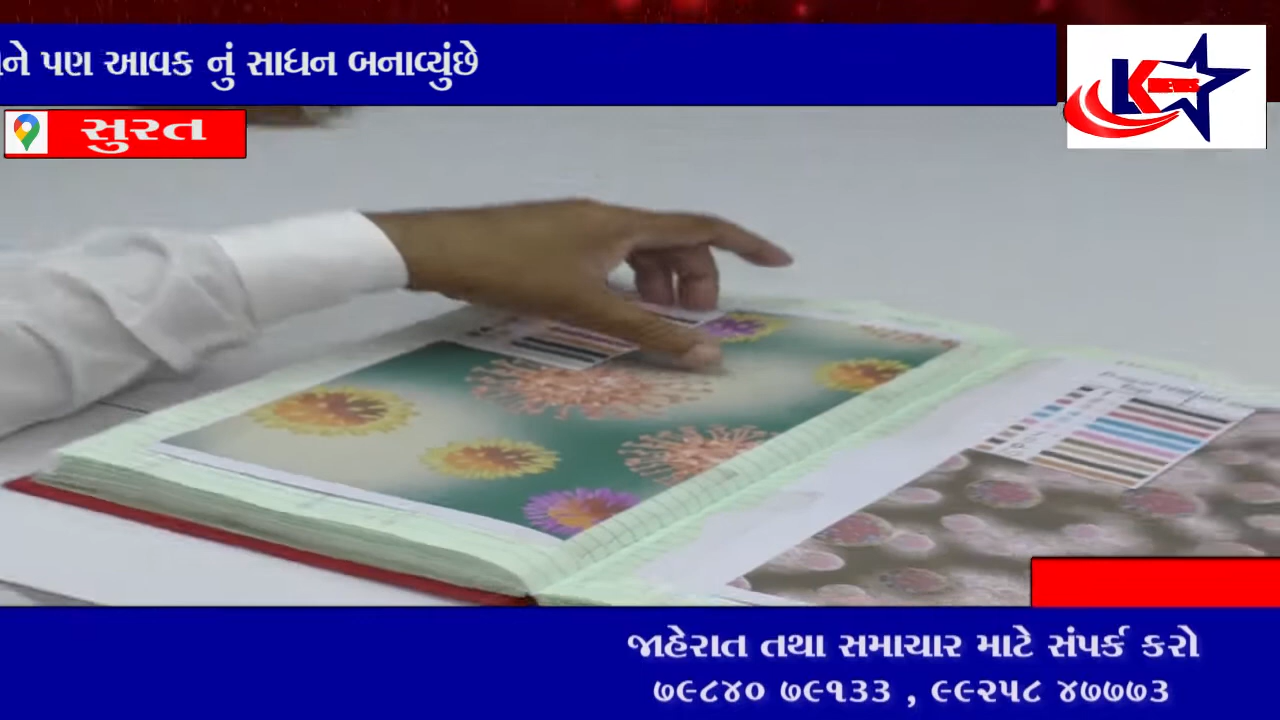 પણ આવક નું સાધન બનાવ્યુંછે
સુરત
જાહેરાત તથા સમાચાર માટે સંપર્ક કરો
૭૯૮૪૦ ૭૯૧૩૩ , ૯૯૨૫૮ ૪૭૭૭૩